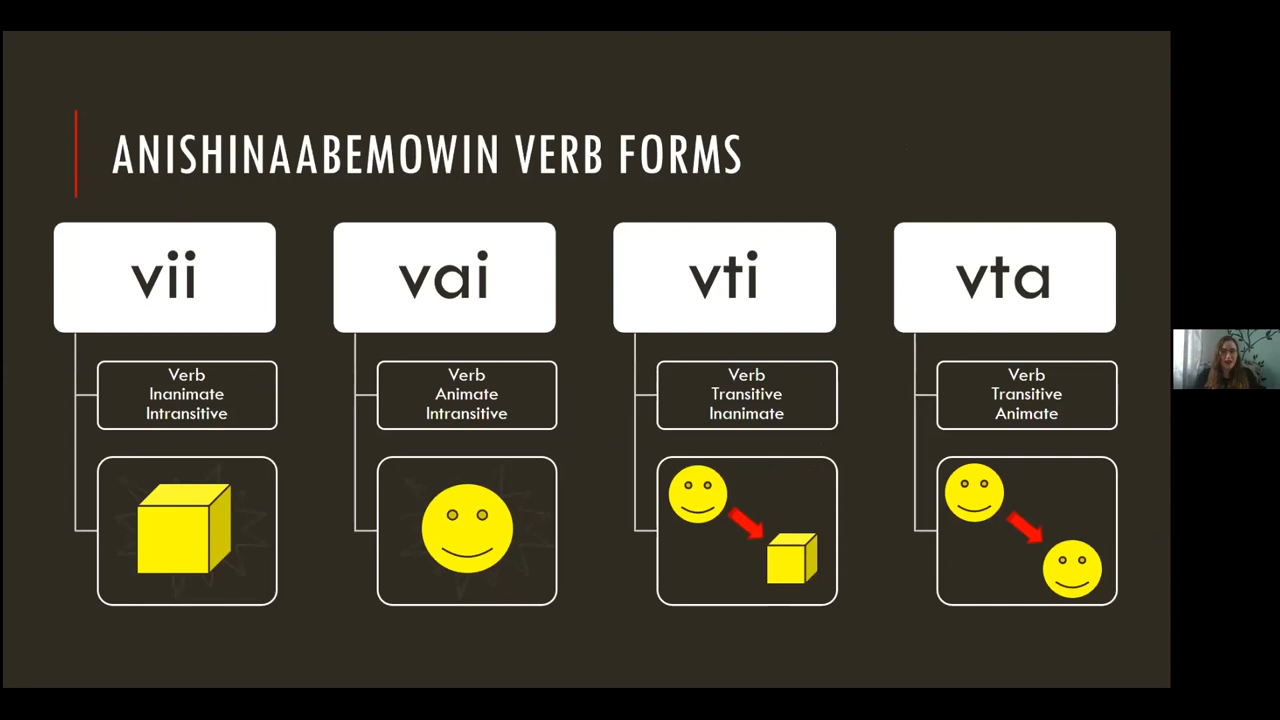 ANISHINAABEMOWIN VERB FORMS
vii
Verb
Inanimate
Intransitive
vai
Verb
Animate
Intransitive
vti
Verb
Transitive
Inanimate
vta
Verb
Transitive
Animate